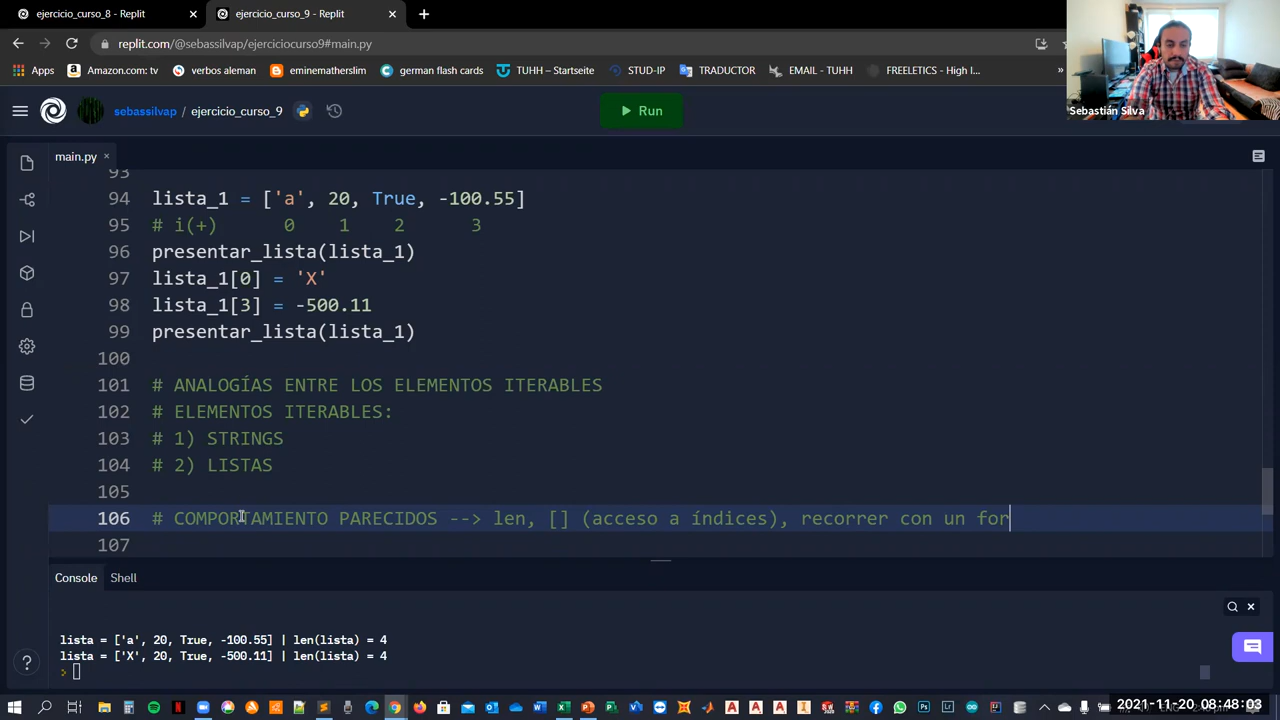 ejercicio_curso_8 - Replit
ejercicio_curso_9 - Replit
replit.com/@sebassilvap/ejerciciocurso9#main.py
Apps
Amazon.com: tv
verbos aleman
eminematherslim
german flash cards
TUHH – Startseite
STUD-IP
TRADUCTOR
EMAIL - TUHH
FREELETICS - High I...
»
Sebastián Silva
sebassilvap / ejercicio_curso_9
Run
main.py
93
94 lista_1 = ['a', 20, True, -100.55]
95 # i(+) 0 1 2 3
96 presentar_lista(lista_1)
97 lista_1[0] = 'X'
98 lista_1[3] = -500.11
99 presentar_lista(lista_1)
100
101 # ANALOGÍAS ENTRE LOS ELEMENTOS ITERABLES
102 # ELEMENTOS ITERABLES:
103 # 1) STRINGS
104 # 2) LISTAS
105
106 # COMPORTAMIENTO PARECIDOS --> len, [] (acceso a índices), recorrer con un for
107
Console
Shell
lista = ['a', 20, True, -100.55] | len(lista) = 4
lista = ['X', 20, True, -500.11] | len(lista) = 4
>
2021-11-20 08:48:03